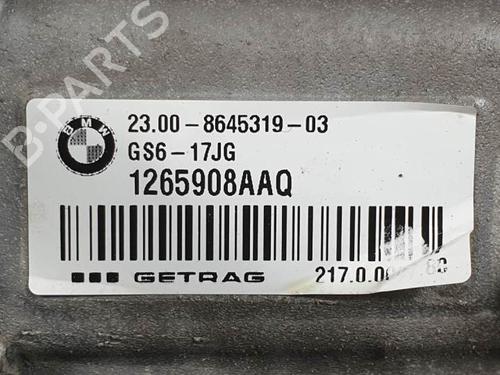 B-PARTS
BMW
23.00-8645319-03
GS6-17JG
1265908AAQ
GETRAG